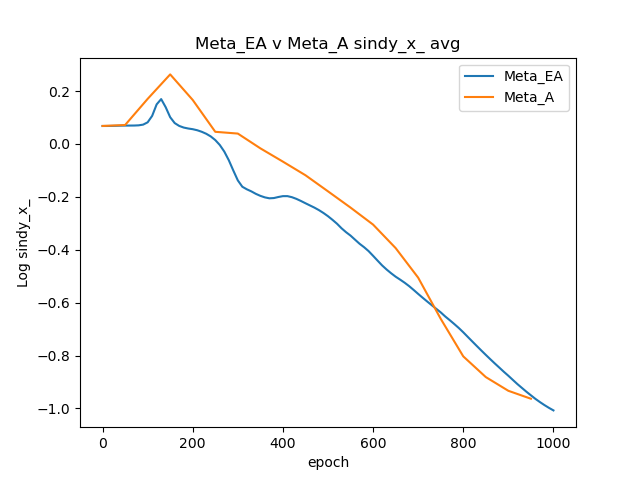 Meta_EA v Meta_A sindy_x_ avg
Meta_EA
Meta_A
Log sindy_x_
0.2
0.0
−0.2
−0.4
−0.6
−0.8
−1.0
0 200 400 600 800 1000
epoch